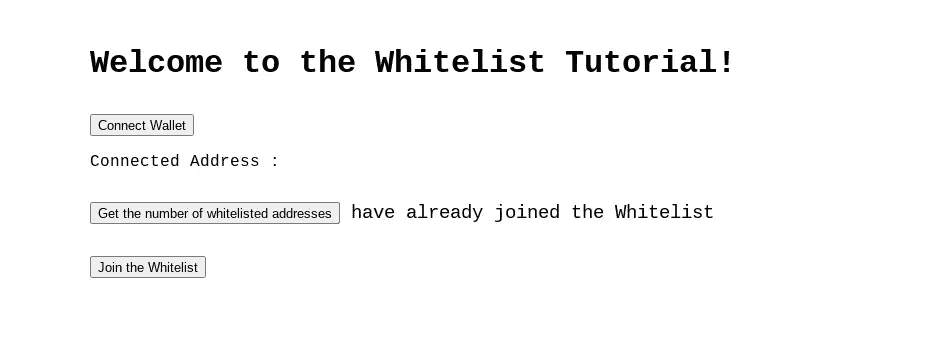 Welcome to the Whitelist Tutorial!
Connect Wallet
Connected Address :
Get the number of whitelisted addresses have already joined the Whitelist
Join the Whitelist